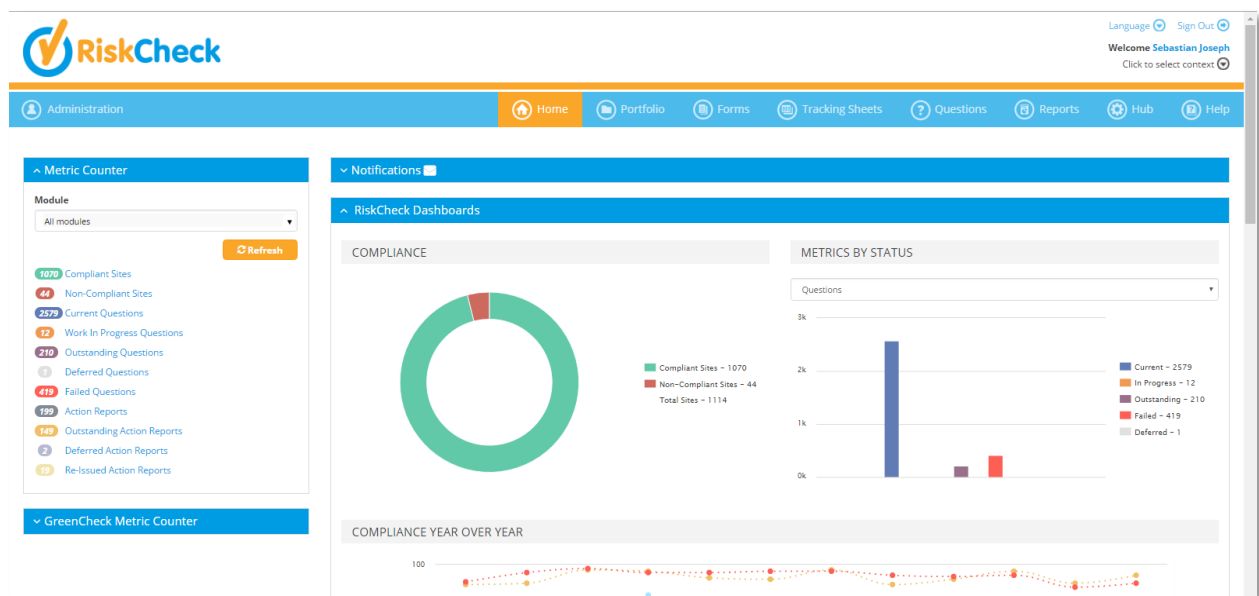 RiskCheck
Language Sign Out
Welcome Sebastian Joseph
Click to select context
Administration
Home
Portfolio
Forms
Tracking Sheets
Questions
Reports
Hub
Help
Metric Counter
Module
All modules
Refresh
1070 Compliant Sites
44 Non-Compliant Sites
2579 Current Questions
12 Work In Progress Questions
210 Outstanding Questions
1 Deferred Questions
419 Failed Questions
199 Action Reports
149 Outstanding Action Reports
2 Deferred Action Reports
19 Re-Issued Action Reports
GreenCheck Metric Counter
Notifications
RiskCheck Dashboards
COMPLIANCE
Compliant Sites - 1070
Non-Compliant Sites - 44
Total Sites - 1114
METRICS BY STATUS
Questions
3k
2k
1k
0k
Current - 2579
In Progress - 12
Outstanding - 210
Failed - 419
Deferred - 1
COMPLIANCE YEAR OVER YEAR
100